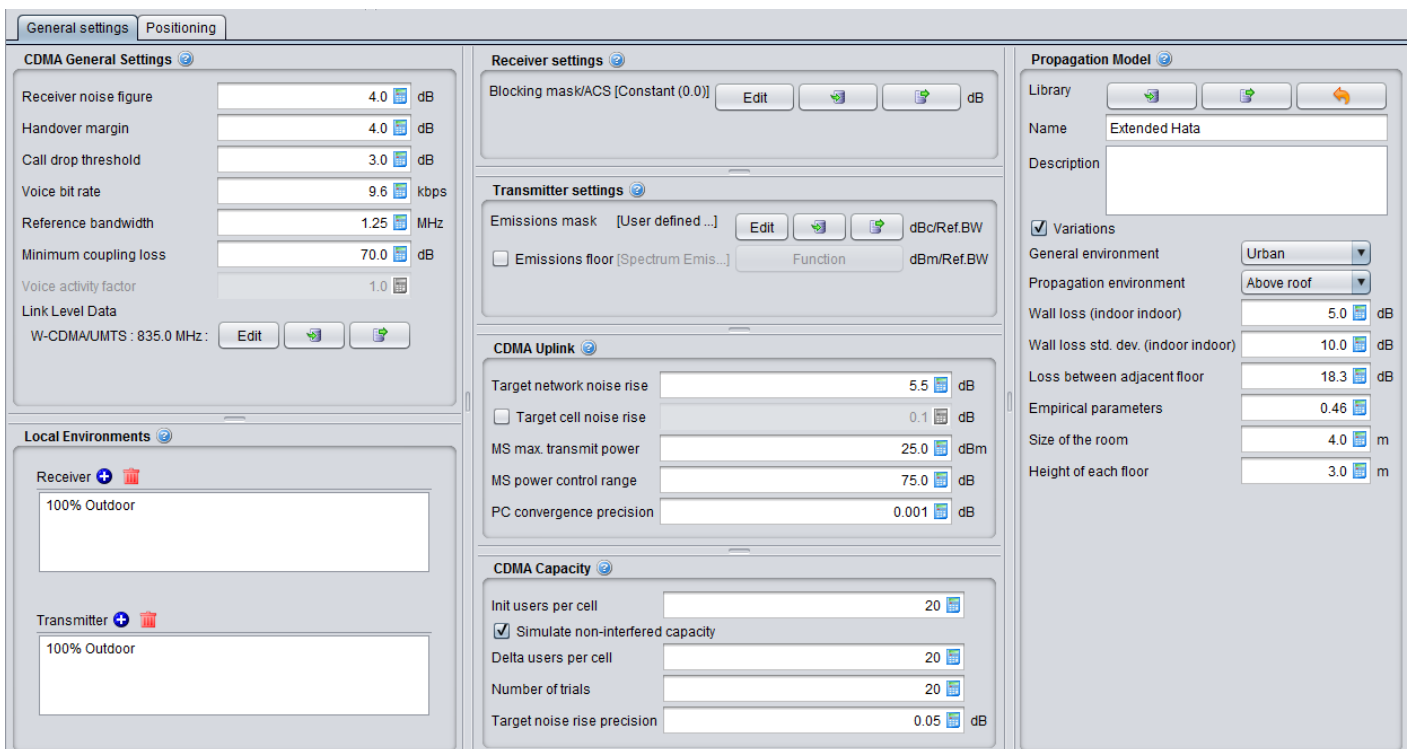 General settings
Positioning
CDMA General Settings
Receiver noise figure 4.0 dB
Handover margin 4.0 dB
Call drop threshold 3.0 dB
Voice bit rate 9.6 kbps
Reference bandwidth 1.25 MHz
Minimum coupling loss 70.0 dB
Voice activity factor 1.0
Link Level Data
W-CDMA/UMTS : 835.0 MHz : Edit
Local Environments
Receiver
100% Outdoor
Transmitter
100% Outdoor
Receiver settings
Blocking mask/ACS [Constant (0.0)] Edit dB
Transmitter settings
Emissions mask [User defined ...] Edit dBc/Ref.BW
Emissions floor [Spectrum Emis...] Function dBm/Ref.BW
CDMA Uplink
Target network noise rise 5.5 dB
Target cell noise rise 0.1 dB
MS max. transmit power 25.0 dBm
MS power control range 75.0 dB
PC convergence precision 0.001 dB
CDMA Capacity
Init users per cell 20
Simulate non-interfered capacity
Delta users per cell 20
Number of trials 20
Target noise rise precision 0.05 dB
Propagation Model
Library
Name Extended Hata
Description
Variations
General environment Urban
Propagation environment Above roof
Wall loss (indoor indoor) 5.0 dB
Wall loss std. dev. (indoor indoor) 10.0 dB
Loss between adjacent floor 18.3 dB
Empirical parameters 0.46
Size of the room 4.0 m
Height of each floor 3.0 m